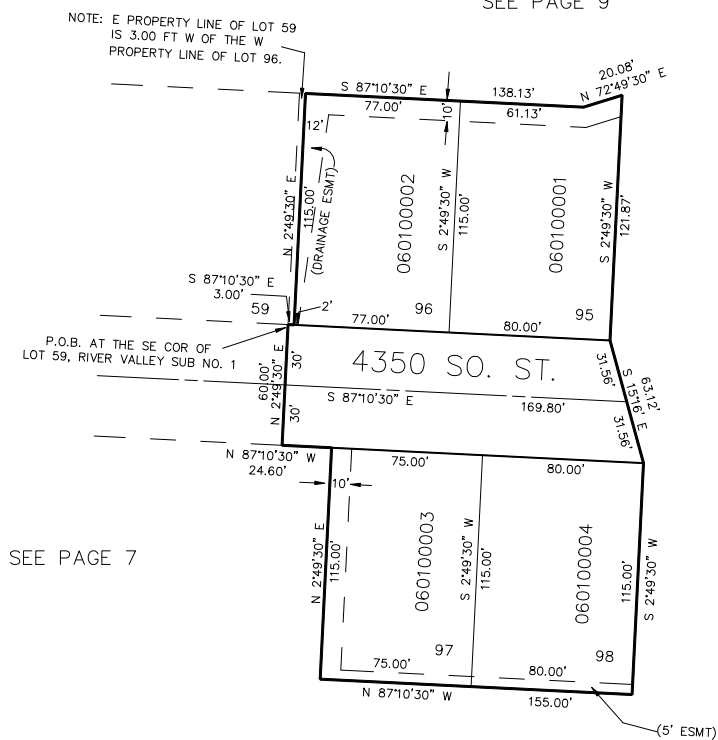 SEE PAGE 9
NOTE: E PROPERTY LINE OF LOT 59
IS 3.00 FT W OF THE W
PROPERTY LINE OF LOT 96.
20.08'
N 72°49'30" E
S 87°10'30" E
138.13'
77.00'
10'
61.13'
12'
N 2°49'30" E
115.00'
(DRAINAGE ESMT)
060100002
S 2°49'30" W
115.00'
060100001
S 2°49'30" W
121.87'
S 87°10'30" E
3.00'
59
2'
96
95
77.00'
80.00'
P.O.B. AT THE SE COR OF
LOT 59, RIVER VALLEY SUB NO. 1
60.00'
N 2°49'30" E
30'
30'
4350 SO. ST.
S 87°10'30" E
169.80'
31.56'
31.56'
S 15°16' E
63.12'
N 87°10'30" W
24.60'
75.00'
80.00'
10'
SEE PAGE 7
N 2°49'30" E
115.00'
060100003
S 2°49'30" W
115.00'
060100004
115.00'
S 2°49'30" W
97
98
75.00'
80.00'
N 87°10'30" W
155.00'
(5' ESMT)